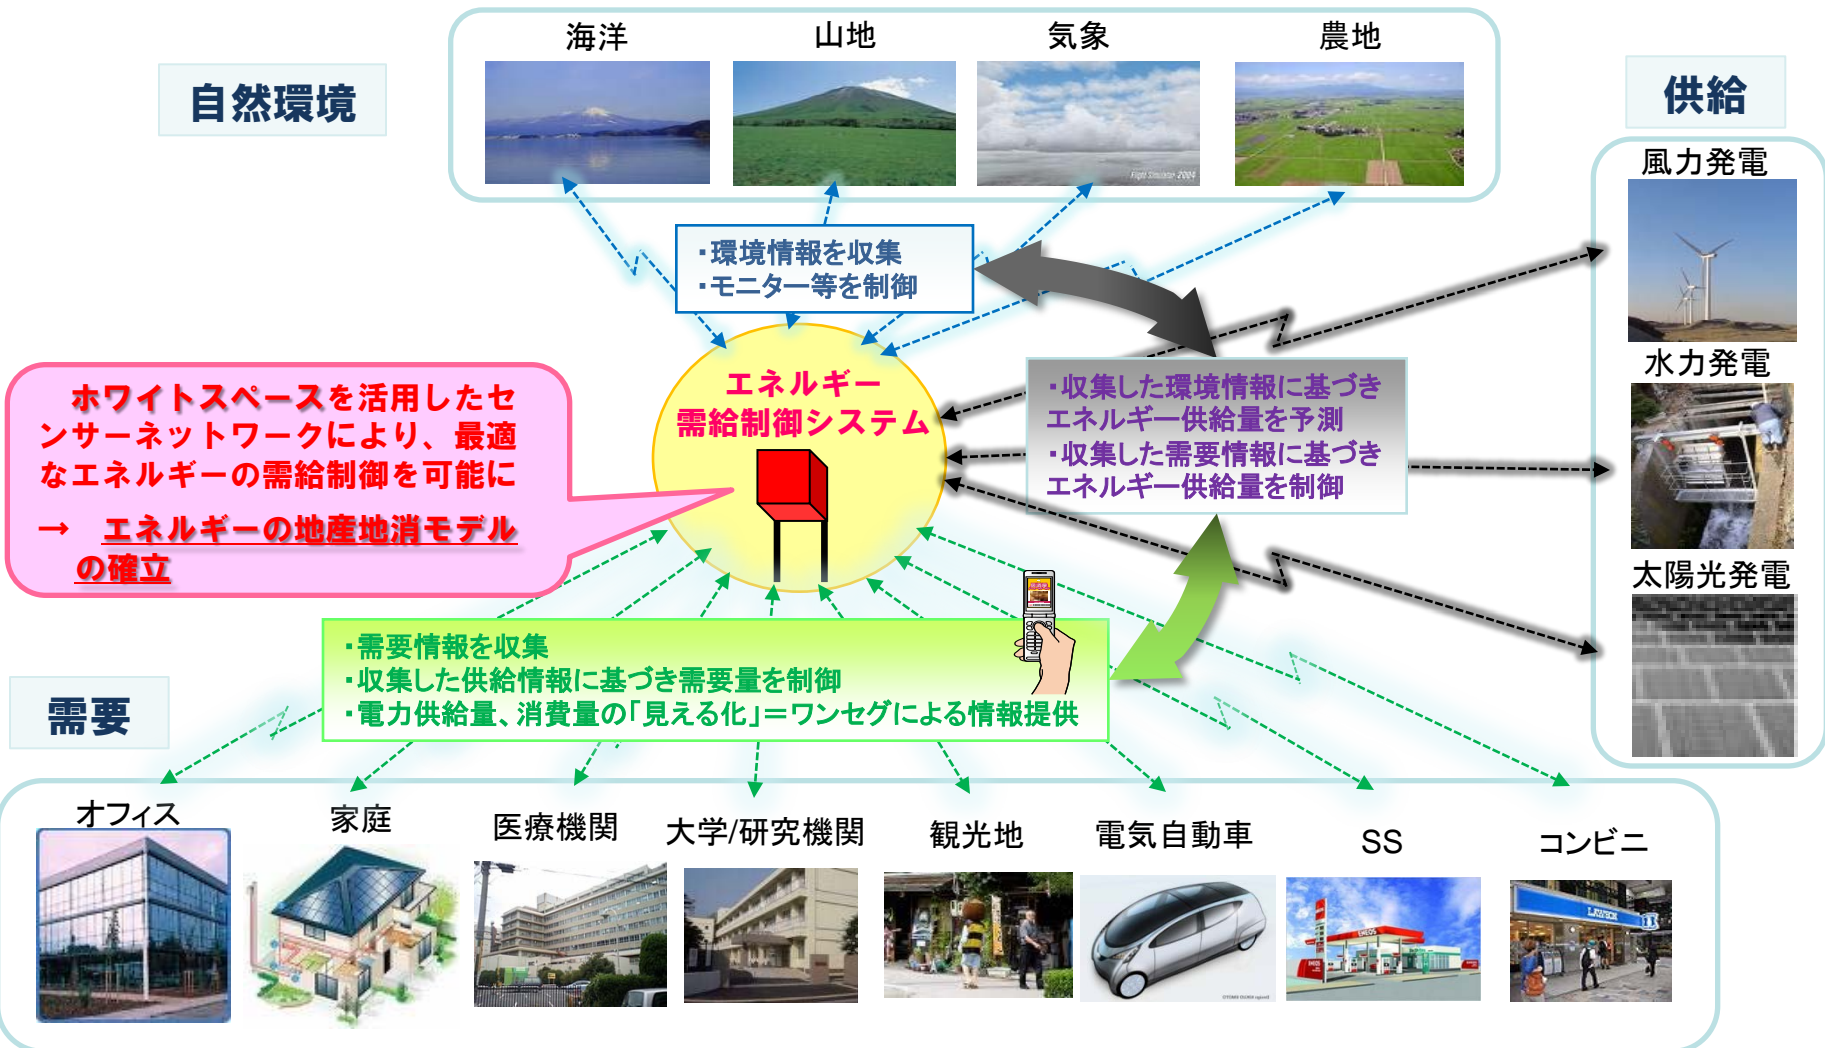 海洋
山地
気象
農地
自然環境
供給
Flight Simulator 2004
風力発電
・環境情報を収集
・モニター等を制御
水力発電
エネルギー
需給制御システム
・収集した環境情報に基づき
エネルギー供給量を予測
・収集した需要情報に基づき
エネルギー供給量を制御
ホワイトスペースを活用したセ
ンサーネットワークにより、最適
なエネルギーの需給制御を可能に
→ エネルギーの地産地消モデル
の確立
太陽光発電
・需要情報を収集
・収集した供給情報に基づき需要量を制御
・電力供給量、消費量の「見える化」＝ワンセグによる情報提供
需要
オフィス
家庭
医療機関
大学/研究機関
観光地
電気自動車
SS
コンビニ
ENEOS
LAWSON